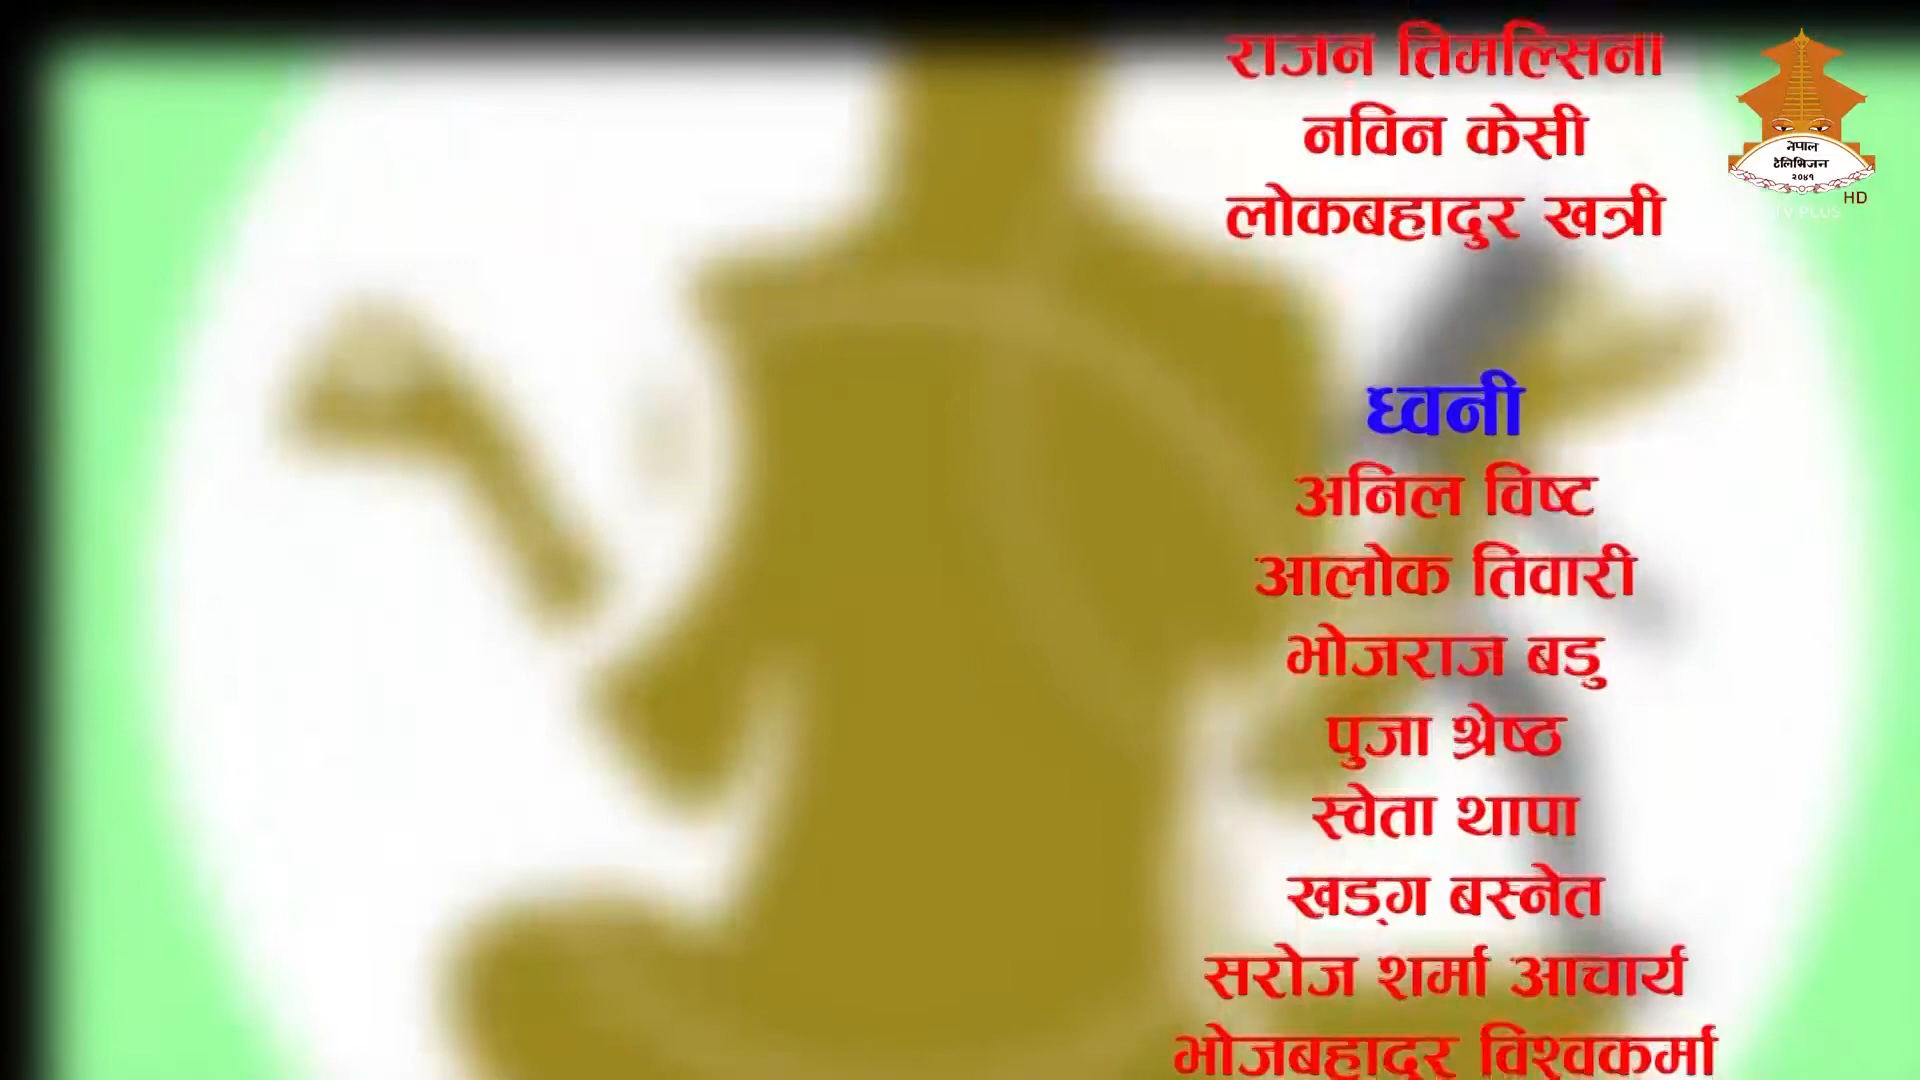 राजन तिमल्सिना
नविन केसी
लोकबहादुर खत्री
नेपाल
टेलिभिजन
२०४१
HD
TV PLUS
ध्वनी
अनिल विष्ट
आलोक तिवारी
भोजराज बडु
पुजा श्रेष्ठ
स्वेता थापा
खड्ग बस्नेत
सरोज शर्मा आचार्य
भोजबहादुर विश्वकर्मा